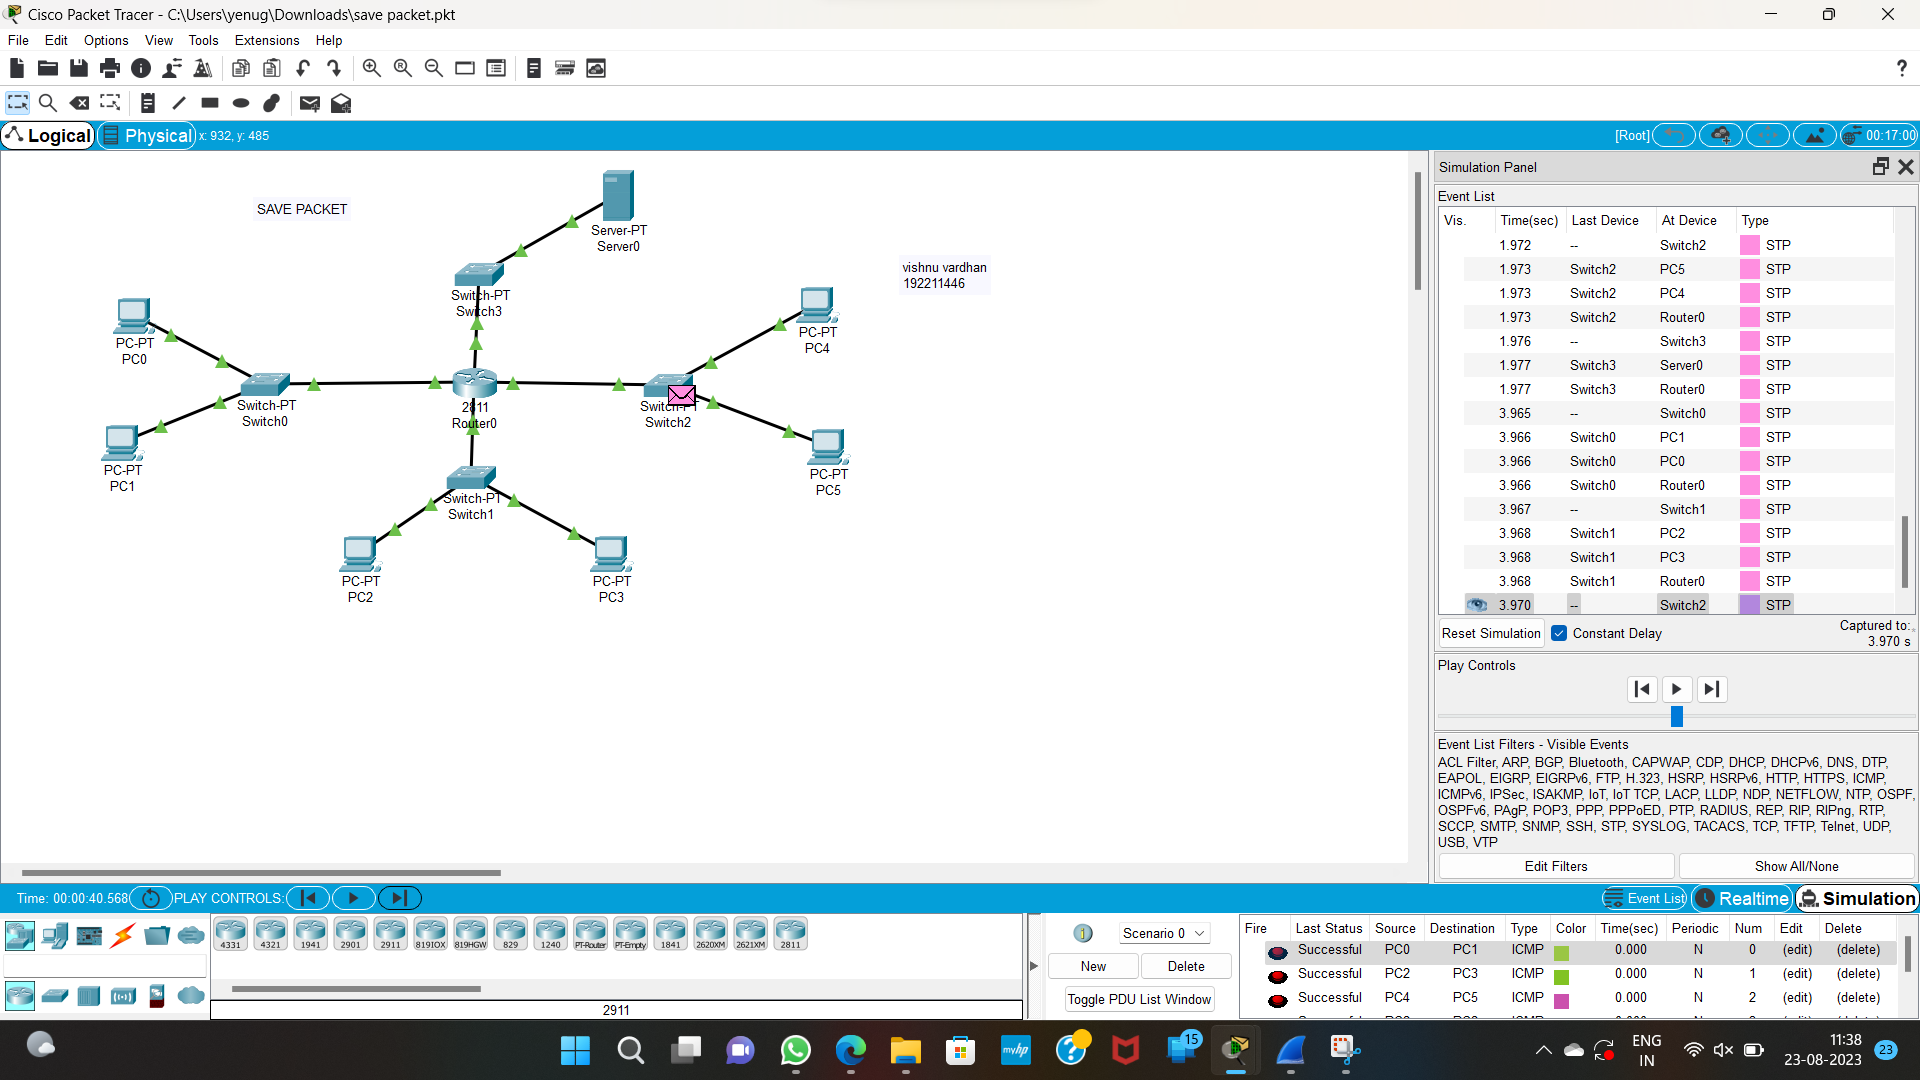 Cisco Packet Tracer - C:\Users\yenug\Downloads\save packet.pkt
File Edit Options View Tools Extensions Help
Logical Physical x: 932, y: 485 [Root] 00:17:00
SAVE PACKET
Server-PT
Server0
Switch-PT
Switch3
vishnu vardhan
192211446
PC-PT
PC0
PC-PT
PC4
Switch-PT
Switch0
2811
Router0
Switch-PT
Switch2
PC-PT
PC1
PC-PT
PC5
Switch-PT
Switch1
PC-PT
PC2
PC-PT
PC3
Simulation Panel
Event List
Vis. Time(sec) Last Device At Device Type
1.972 -- Switch2 STP
1.973 Switch2 PC5 STP
1.973 Switch2 PC4 STP
1.973 Switch2 Router0 STP
1.976 -- Switch3 STP
1.977 Switch3 Server0 STP
1.977 Switch3 Router0 STP
3.965 -- Switch0 STP
3.966 Switch0 PC1 STP
3.966 Switch0 PC0 STP
3.966 Switch0 Router0 STP
3.967 -- Switch1 STP
3.968 Switch1 PC2 STP
3.968 Switch1 PC3 STP
3.968 Switch1 Router0 STP
3.970 -- Switch2 STP
Reset Simulation Constant Delay Captured to:
3.970 s
Play Controls
Event List Filters - Visible Events
ACL Filter, ARP, BGP, Bluetooth, CAPWAP, CDP, DHCP, DHCPv6, DNS, DTP,
EAPOL, EIGRP, EIGRPv6, FTP, H.323, HSRP, HSRPv6, HTTP, HTTPS, ICMP,
ICMPv6, IPSec, ISAKMP, IoT, IoT TCP, LACP, LLDP, NDP, NETFLOW, NTP, OSPF,
OSPFv6, PAgP, POP3, PPP, PPPoED, PTP, RADIUS, REP, RIP, RIPng, RTP,
SCCP, SMTP, SNMP, SSH, STP, SYSLOG, TACACS, TCP, TFTP, Telnet, UDP,
USB, VTP
Edit Filters Show All/None
Time: 00:00:40.568 PLAY CONTROLS: Event List Realtime Simulation
4331 4321 1941 2901 2911 819IOX 819HGW 829 1240 PT-Router PT-Empty 1841 2620XM 2621XM 2811
2911
Scenario 0
New Delete
Toggle PDU List Window
Fire Last Status Source Destination Type Color Time(sec) Periodic Num Edit Delete
Successful PC0 PC1 ICMP 0.000 N 0 (edit) (delete)
Successful PC2 PC3 ICMP 0.000 N 1 (edit) (delete)
Successful PC4 PC5 ICMP 0.000 N 2 (edit) (delete)
myhp
15
ENG
IN
11:38
23-08-2023
23